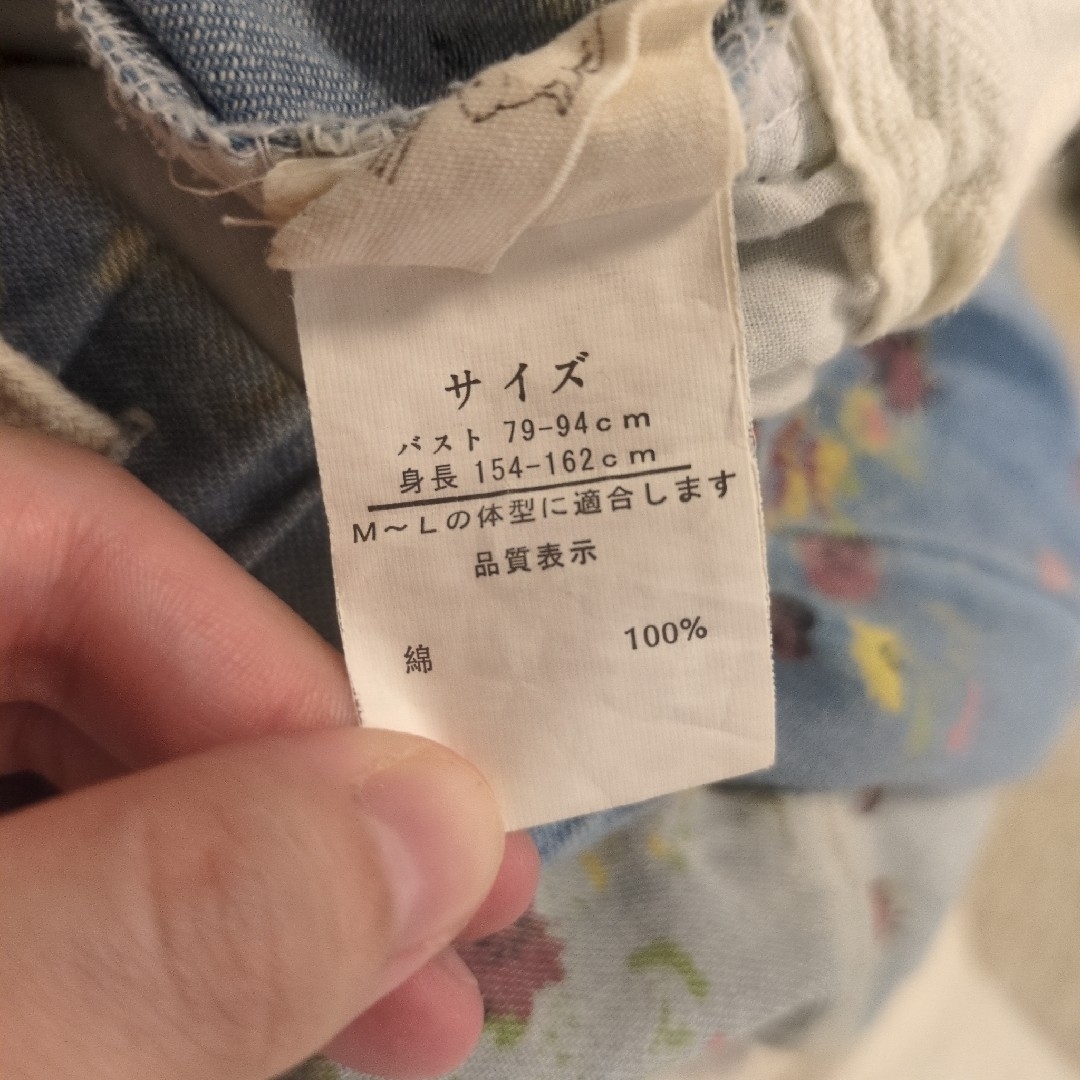 サイズ
バスト 79-94cm
身長 154-162cm
M～Lの体型に適合します
品質表示
綿 100%